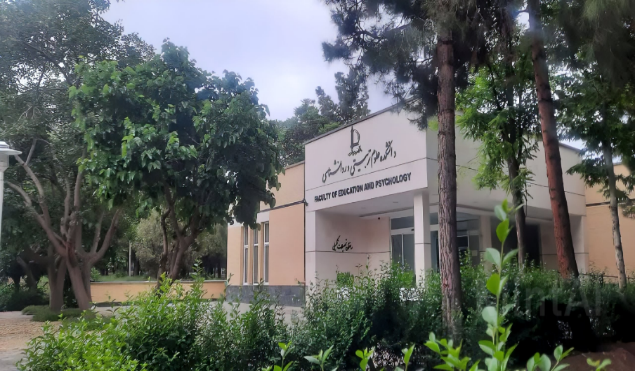 دانشکده علوم تربیتی و روانشناسی
FACULTY OF EDUCATION AND PSYCHOLOGY